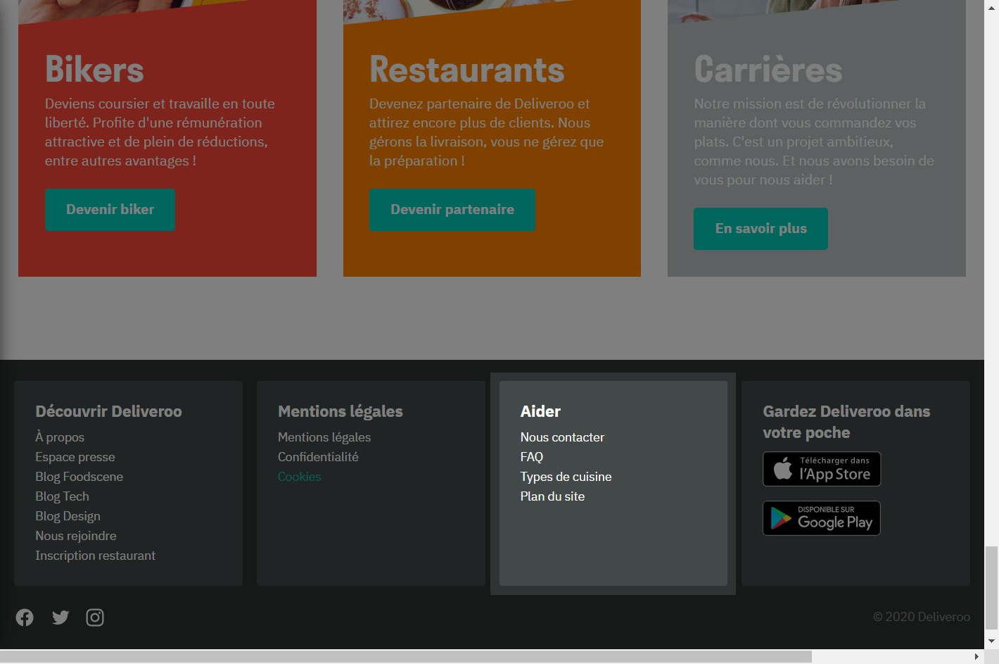 Bikers
Deviens coursier et travaille en toute
liberté. Profite d'une rémunération
attractive et de plein de réductions,
entre autres avantages !
Devenir biker
Restaurants
Devenez partenaire de Deliveroo et
attirez encore plus de clients. Nous
gérons la livraison, vous ne gérez que
la préparation !
Devenir partenaire
Carrières
Notre mission est de révolutionner la
manière dont vous commandez vos
plats. C'est un projet ambitieux,
comme nous. Et nous avons besoin de
vous pour nous aider !
En savoir plus
Découvrir Deliveroo
À propos
Espace presse
Blog Foodscene
Blog Tech
Blog Design
Nous rejoindre
Inscription restaurant
Mentions légales
Mentions légales
Confidentialité
Cookies
Aider
Nous contacter
FAQ
Types de cuisine
Plan du site
Gardez Deliveroo dans
votre poche
Télécharger dans
l'App Store
DISPONIBLE SUR
Google Play
© 2020 Deliveroo